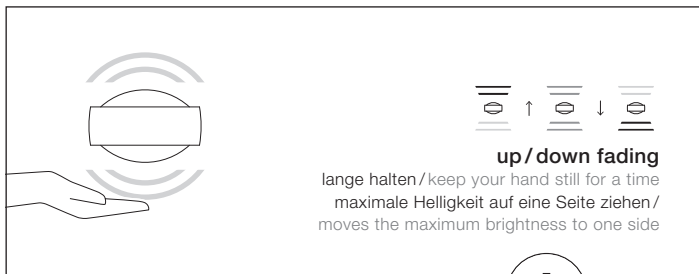 up/down fading
lange halten/keep your hand still for a time
maximale Helligkeit auf eine Seite ziehen/
moves the maximum brightness to one side